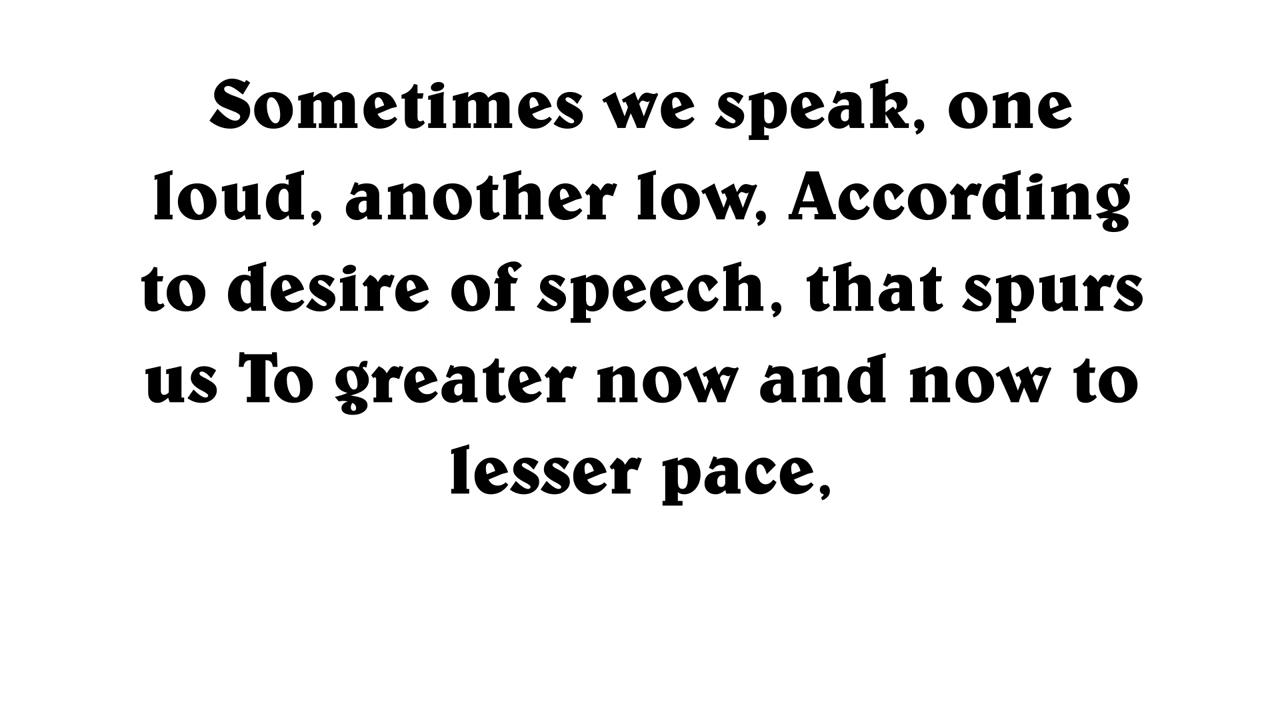 Sometimes we speak, one
loud, another low, According
to desire of speech, that spurs
us To greater now and now to
lesser pace,